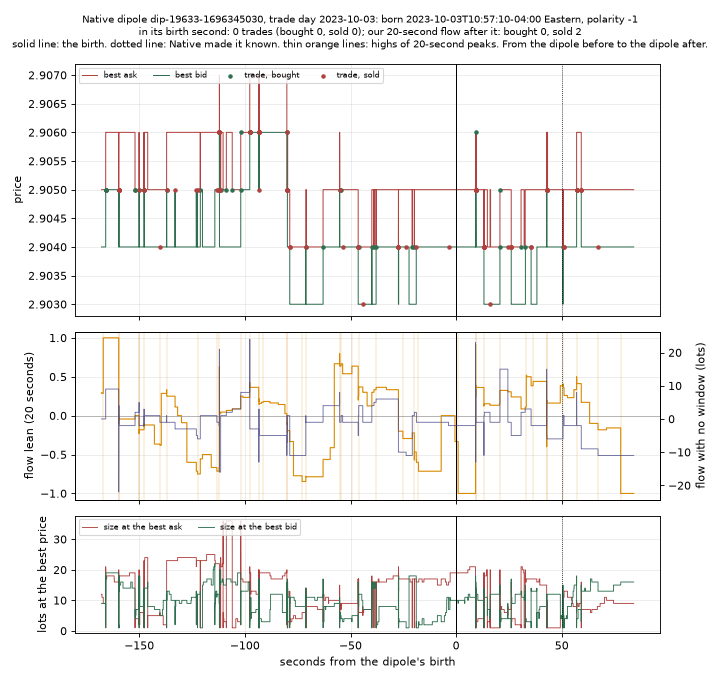 Native dipole dip-19633-1696345030, trade day 2023-10-03: born 2023-10-03T10:57:10-04:00 Eastern, polarity -1
in its birth second: 0 trades (bought 0, sold 0); our 20-second flow after it: bought 0, sold 2
solid line: the birth. dotted line: Native made it known. thin orange lines: highs of 20-second peaks. From the dipole before to the dipole after.
best ask best bid trade, bought trade, sold
2.9070
2.9065
2.9060
2.9055
2.9050
2.9045
2.9040
2.9035
2.9030
price
1.0
0.5
0.0
−0.5
−1.0
flow lean (20 seconds)
20
10
0
−10
−20
flow with no window (lots)
size at the best ask size at the best bid
30
20
10
0
lots at the best price
−150 −100 −50 0 50
seconds from the dipole's birth